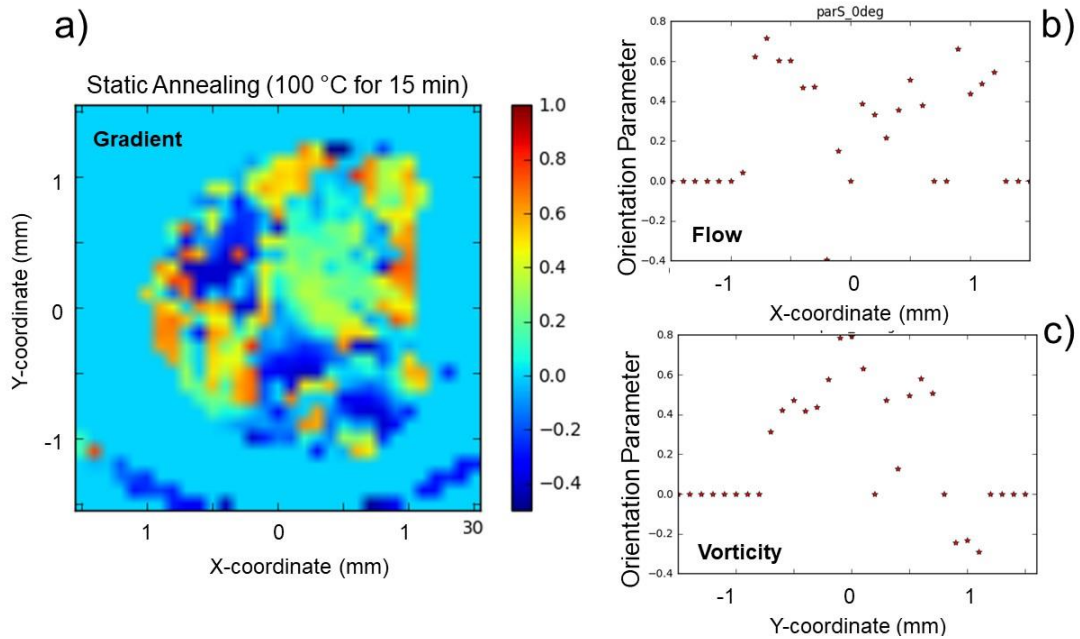 a)
Static Annealing (100 °C for 15 min)
Gradient
Y-coordinate (mm)
1
0
-1
1 0 1 30
X-coordinate (mm)
1.0
0.8
0.6
0.4
0.2
0.0
−0.2
−0.4
b)
parS_0deg
Orientation Parameter
0.8
0.6
0.4
0.2
0.0
−0.2
−0.4
Flow
-1 0 1
X-coordinate (mm)
c)
Orientation Parameter
0.8
0.6
0.4
0.2
0.0
−0.2
−0.4
Vorticity
-1 0 1
Y-coordinate (mm)